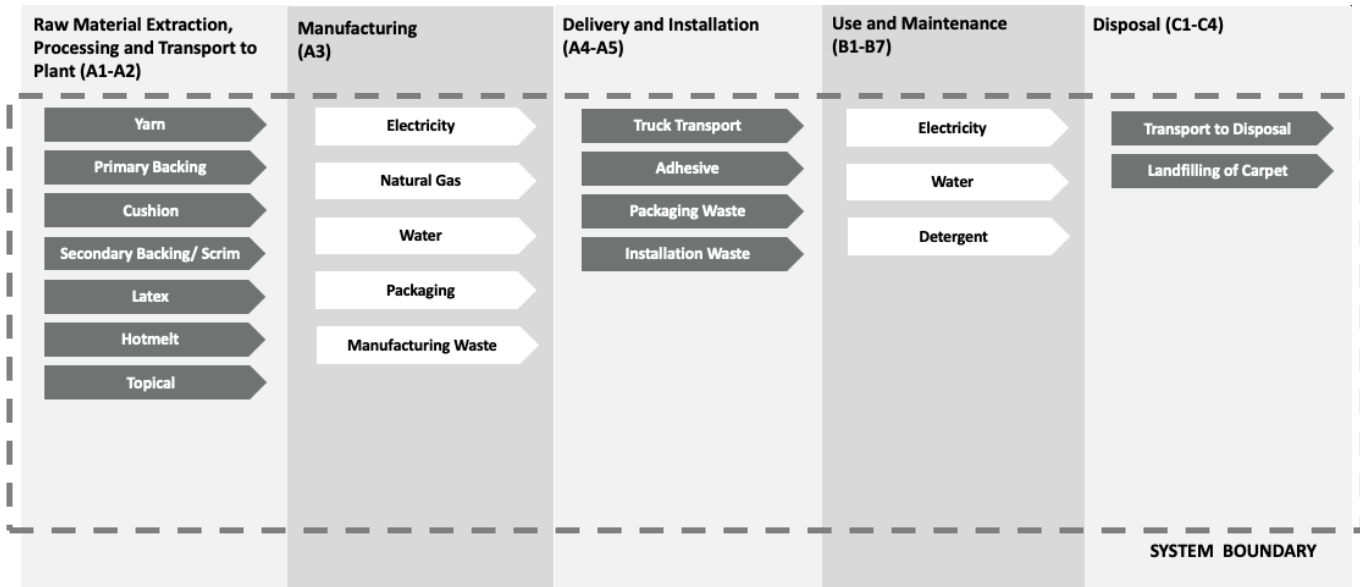 Raw Material Extraction,
Processing and Transport to
Plant (A1-A2)
Yarn
Primary Backing
Cushion
Secondary Backing/ Scrim
Latex
Hotmelt
Topical
Manufacturing
(A3)
Electricity
Natural Gas
Water
Packaging
Manufacturing Waste
Delivery and Installation
(A4-A5)
Truck Transport
Adhesive
Packaging Waste
Installation Waste
Use and Maintenance
(B1-B7)
Electricity
Water
Detergent
Disposal (C1-C4)
Transport to Disposal
Landfilling of Carpet
SYSTEM BOUNDARY